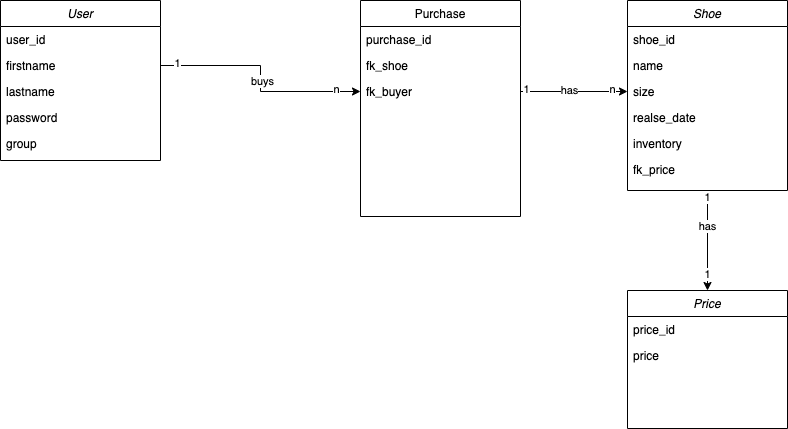 User
user_id
firstname
lastname
password
group
1
buys
n
Purchase
purchase_id
fk_shoe
fk_buyer
1
has
n
Shoe
shoe_id
name
size
realse_date
inventory
fk_price
1
has
1
Price
price_id
price